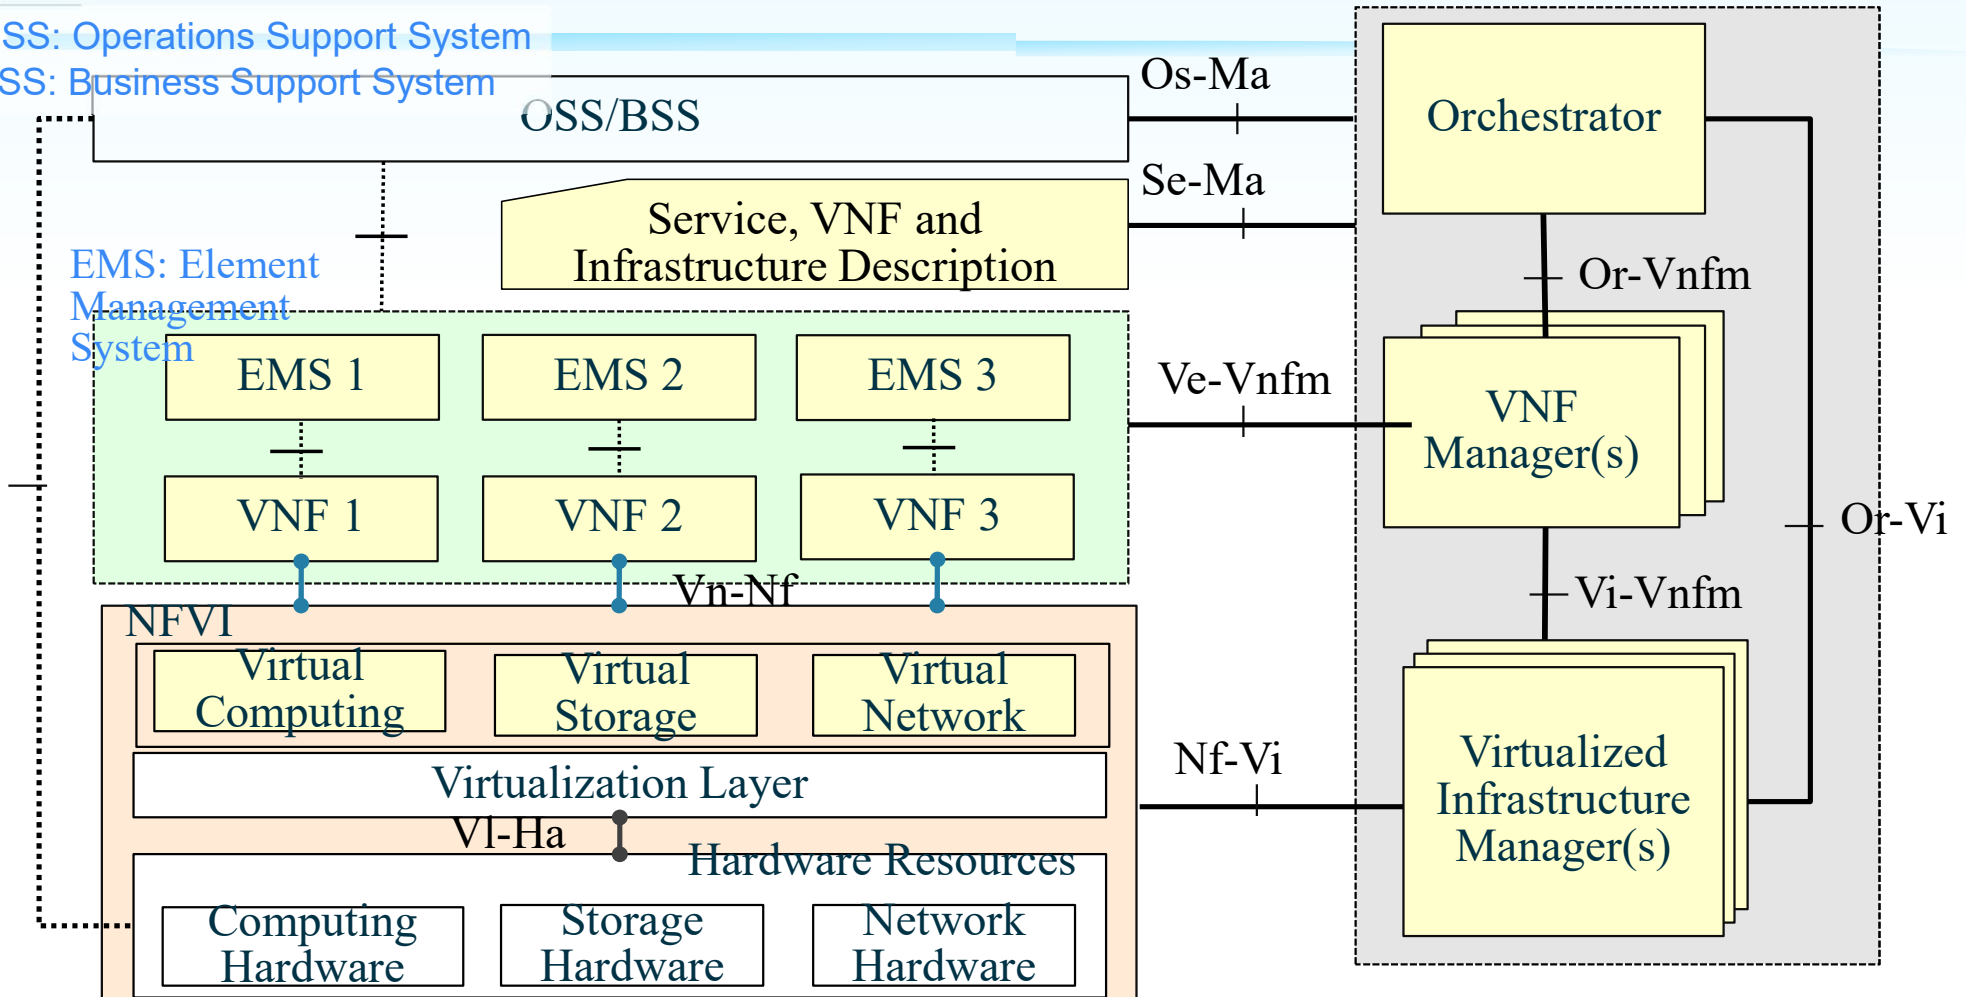 SS: Operations Support System
SS: Business Support System
OSS/BSS
Os-Ma
Orchestrator
Se-Ma
Service, VNF and
Infrastructure Description
Or-Vnfm
EMS: Element
Management
System
EMS 1
EMS 2
EMS 3
Ve-Vnfm
VNF
Manager(s)
VNF 1
VNF 2
VNF 3
Or-Vi
Vn-Nf
Vi-Vnfm
NFVI
Virtual
Computing
Virtual
Storage
Virtual
Network
Nf-Vi
Virtualized
Infrastructure
Manager(s)
Virtualization Layer
Vl-Ha
Hardware Resources
Computing
Hardware
Storage
Hardware
Network
Hardware